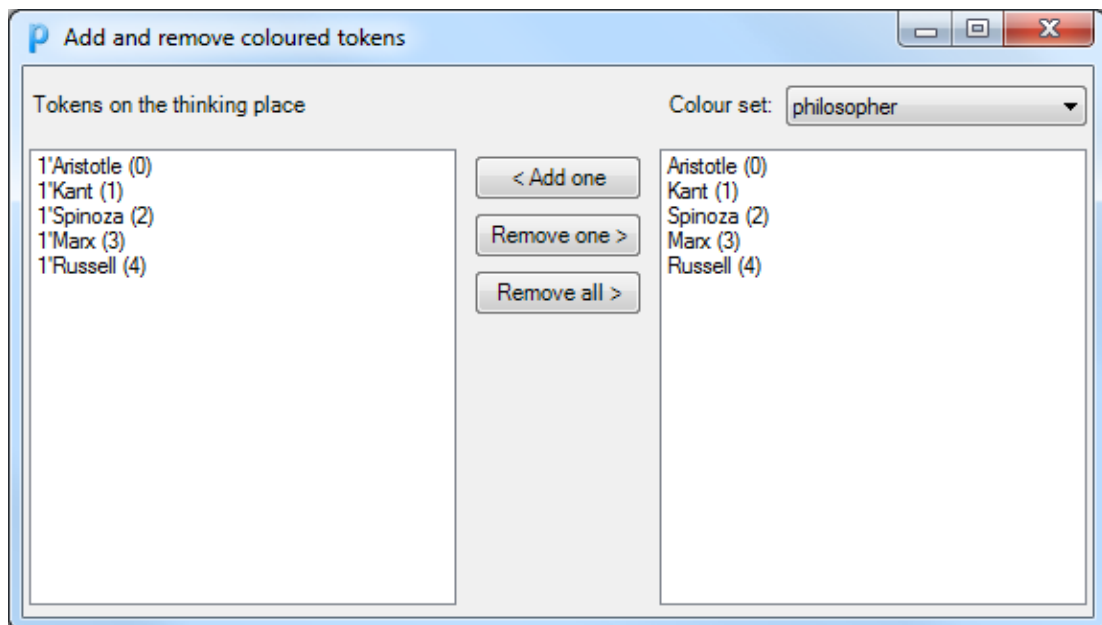 Add and remove coloured tokens
Tokens on the thinking place
Colour set: philosopher
1'Aristotle (0)
1'Kant (1)
1'Spinoza (2)
1'Marx (3)
1'Russell (4)
< Add one
Remove one >
Remove all >
Aristotle (0)
Kant (1)
Spinoza (2)
Marx (3)
Russell (4)